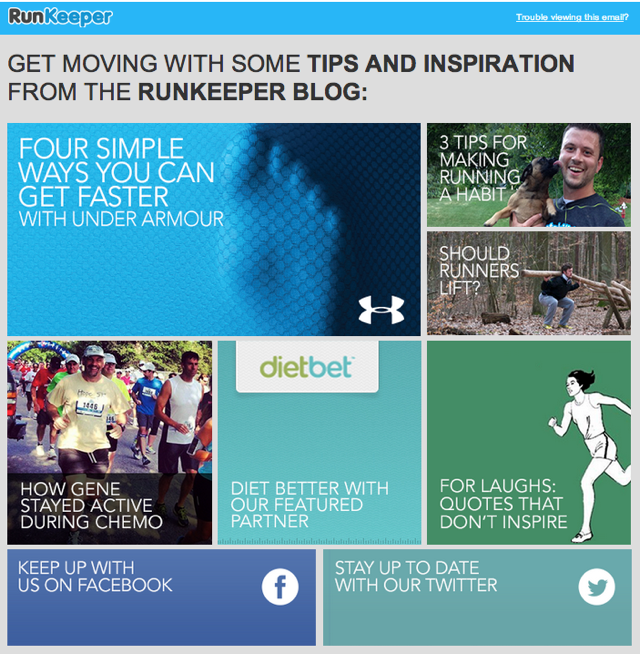 RunKeeper
Trouble viewing this email?
GET MOVING WITH SOME TIPS AND INSPIRATION
FROM THE RUNKEEPER BLOG:
FOUR SIMPLE
WAYS YOU CAN
GET FASTER
WITH UNDER ARMOUR
3 TIPS FOR
MAKING
RUNNING
A HABIT
SHOULD
RUNNERS
LIFT?
1446
HOW GENE
STAYED ACTIVE
DURING CHEMO
dietbet
DIET BETTER WITH
OUR FEATURED
PARTNER
FOR LAUGHS:
QUOTES THAT
DON'T INSPIRE
KEEP UP WITH
US ON FACEBOOK
f
STAY UP TO DATE
WITH OUR TWITTER